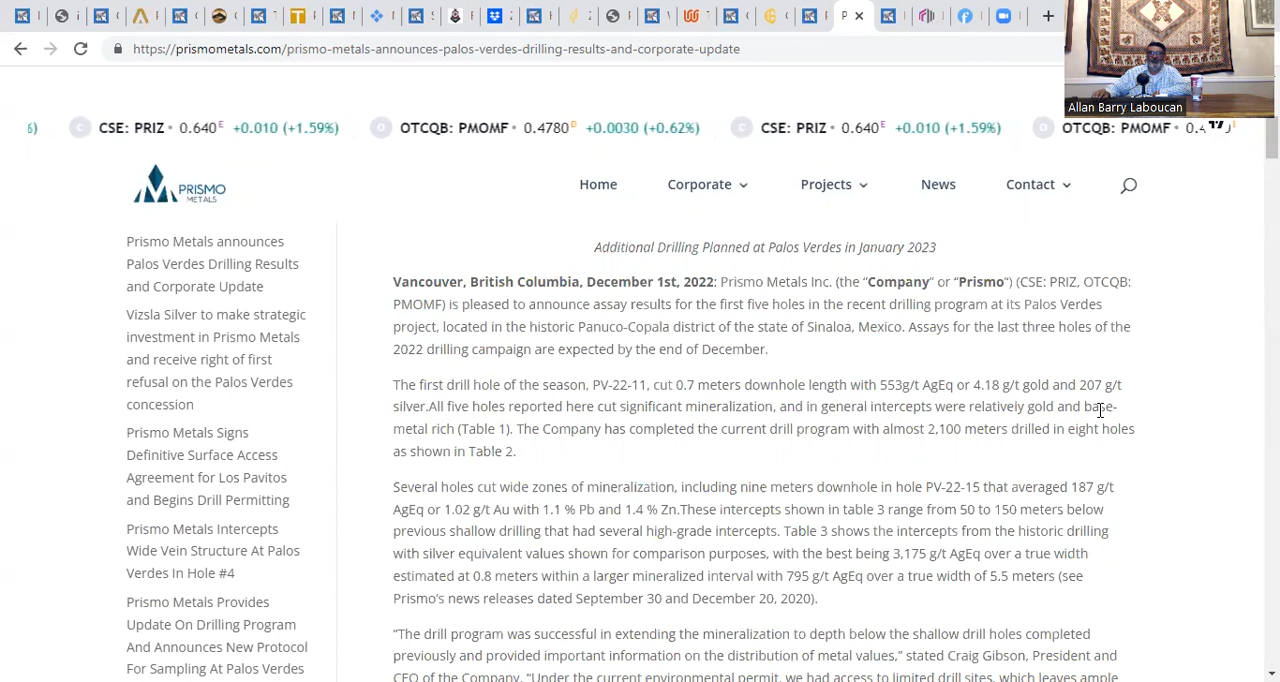 https://prismometals.com/prismo-metals-announces-palos-verdes-drilling-results-and-corporate-update
Allan Barry Laboucan
%) CSE: PRIZ • 0.640 E +0.010 (+1.59%) OTCQB: PMOMF • 0.4780 D +0.0030 (+0.62%) CSE: PRIZ • 0.640 E +0.010 (+1.59%) OTCQB: PMOMF •
PRISMO
METALS
Home Corporate Projects News Contact
Prismo Metals announces
Palos Verdes Drilling Results
and Corporate Update
Vizsla Silver to make strategic
investment in Prismo Metals
and receive right of first
refusal on the Palos Verdes
concession
Prismo Metals Signs
Definitive Surface Access
Agreement for Los Pavitos
and Begins Drill Permitting
Prismo Metals Intercepts
Wide Vein Structure At Palos
Verdes In Hole #4
Prismo Metals Provides
Update On Drilling Program
And Announces New Protocol
For Sampling At Palos Verdes
Additional Drilling Planned at Palos Verdes in January 2023
Vancouver, British Columbia, December 1st, 2022: Prismo Metals Inc. (the “Company” or “Prismo”) (CSE: PRIZ, OTCQB:
PMOMF) is pleased to announce assay results for the first five holes in the recent drilling program at its Palos Verdes
project, located in the historic Panuco-Copala district of the state of Sinaloa, Mexico. Assays for the last three holes of the
2022 drilling campaign are expected by the end of December.
The first drill hole of the season, PV-22-11, cut 0.7 meters downhole length with 553g/t AgEq or 4.18 g/t gold and 207 g/t
silver.All five holes reported here cut significant mineralization, and in general intercepts were relatively gold and base-
metal rich (Table 1). The Company has completed the current drill program with almost 2,100 meters drilled in eight holes
as shown in Table 2.
Several holes cut wide zones of mineralization, including nine meters downhole in hole PV-22-15 that averaged 187 g/t
AgEq or 1.02 g/t Au with 1.1 % Pb and 1.4 % Zn.These intercepts shown in table 3 range from 50 to 150 meters below
previous shallow drilling that had several high-grade intercepts. Table 3 shows the intercepts from the historic drilling
with silver equivalent values shown for comparison purposes, with the best being 3,175 g/t AgEq over a true width
estimated at 0.8 meters within a larger mineralized interval with 795 g/t AgEq over a true width of 5.5 meters (see
Prismo’s news releases dated September 30 and December 20, 2020).
“The drill program was successful in extending the mineralization to depth below the shallow drill holes completed
previously and provided important information on the distribution of metal values,” stated Craig Gibson, President and
CEO of the Company. “Under the current environmental permit, we had access to limited drill sites, which leaves ample